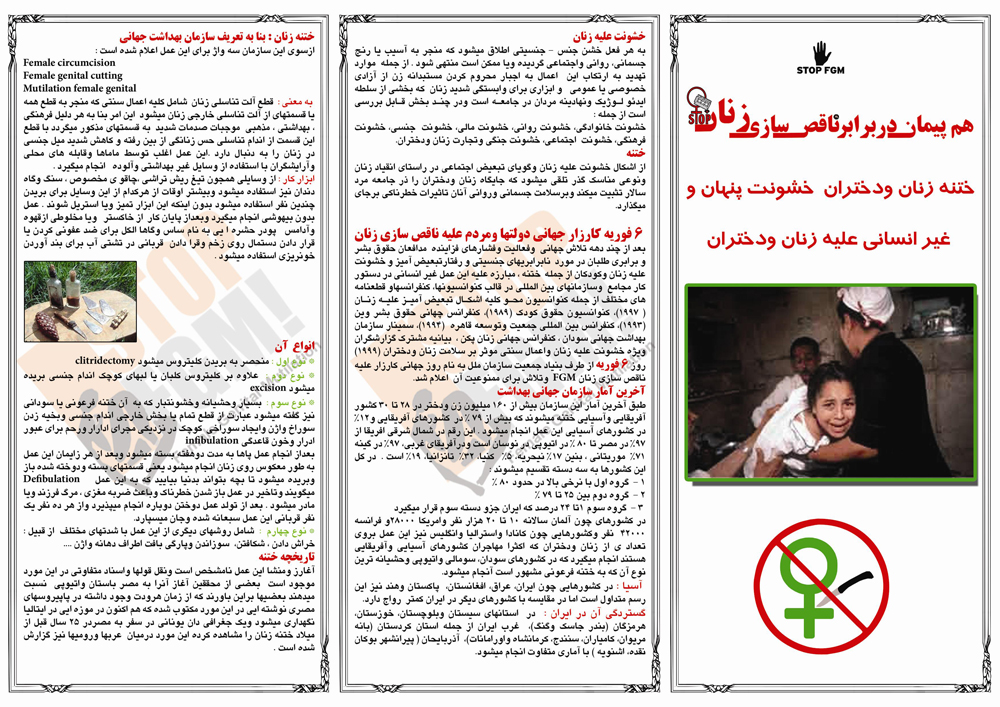 STOP FGM
هم پیمان در برابر ناقص سازی زنان
STOP
ختنه زنان ودختران خشونت پنهان و
غیر انسانی علیه زنان ودختران
خشونت علیه زنان
به هر فعل خشن جنس - جنسیتی اطلاق میشود که منجر به آسیب یا رنج
جسمانی، روانی واجتماعی گردیده ویا ممکن است منتهی شود . از جمله موارد
تهدید به ارتکاب این اعمال به اجبار محروم کردن مستبدانه زن از آزادی
خصوصی یا عمومی و ابزاری برای وابستگی شدید زنان که بخشی از سلطه
ایدئو لوژیک ونهادینه مردان در جامعه است ودر چند بخش قابل بررسی
است از جمله :
خشونت خانوادگی، خشونت روانی، خشونت مالی، خشونت جنسی، خشونت
فرهنگی، خشونت اجتماعی، خشونت جنگی و تجارت زنان ودختران.
ختنه
از اشکال خشونت علیه زنان وگویای تبعیض اجتماعی در راستای انقیاد زنان
ونوعی مناسک گذر تلقی میشود که جایگاه زنان ودختران را در جامعه مرد
سالار تثبیت میکند وبرسلامت جسمانی وروانی آنان تاثیرات خطرناکی برجای
میگذارد.
۶ فوریه کارزار جهانی دولتها ومردم علیه ناقص سازی زنان
بعد از چند دهه تلاش جهانی وفعالیت وفشارهای فزاینده مدافعان حقوق بشر
و برابری طلبان در مورد نابرابریهای جنسیتی و رفتارتبعیض آمیز و خشونت
علیه زنان وکودکان از جمله ختنه ، مبارزه علیه این عمل غیر انسانی در دستور
کار مجامع وسازمانهای بین المللی در قالب کنوانسیونها، کنفرانسهاو قطعنامه
های مختلف از جمله کنوانسیون محو کلیه اشکال تبعیض آمیز علیه زنان
( ۱۹۹۷)، کنوانسیون حقوق کودک (۱۹۸۹)، کنفرانس جهانی حقوق بشر وین
(۱۹۹۳)، کنفرانس بین المللی جمعیت وتوسعه قاهره (۱۹۹۴)، سمینار سازمان
بهداشت جهانی سودان ، کنفرانس جهانی زنان پکن ، بیانیه مشترک گزارشگران
ویژه خشونت علیه زنان واعمال سنتی موثر بر سلامت زنان ودختران (۱۹۹۹)
روز ۶ فوریه از طرف بنیاد جمعیت سازمان ملل به نام روز جهانی کارزار علیه
ناقص سازی زنان FGM وتلاش برای ممنوعیت آن اعلام شد.
آخرین آمار سازمان جهانی بهداشت
طبق آخرین آمار این سازمان بیش از ۱۶۰ میلیون زن ودختر در ۲۸ تا ۳۰ کشور
آفریقایی وآسیایی ختنه میشوند که بیش از ۷۹ ٪ در کشورهای آفریقایی و۱۲٪
در کشورهای آسیایی این عمل انجام میشود . این رقم در شمال شرقی افریقا از
۹۷٪ در مصر تا ۸۰ ٪ در اتیوپی در نوسان است ودر آفریقای غربی، ۹۷٪ در گینه
۷۱٪ موریتانی ، بنین ۱۷٪ نیجریه، ۵٪ کنیا، ۳۲٪ تانزانیا، ۱۹٪ است . در کل
این کشورها به سه دسته تقسیم میشوند :
۱ - گروه اول با نرخی بالا در حدود ۸۰ ٪
۲ - گروه دوم بین ۲۵ تا ۷۹ ٪
۳ - گروه سوم ۱تا ۲۴ درصد که ایران جزو دسته سوم قرار میگیرد
در کشورهای چون آلمان سالانه ۱۰ تا ۲۰ هزار نفر وامریکا ۲۸۰۰۰و فرانسه
۴۲۰۰۰ نفر وکشورهایی چون کانادا واسترالیا وانگلیس نیز این عمل بروی
تعداد ی از زنان ودختران که اکثرا مهاجران کشورهای آسیایی وآفریقایی
هستند انجام میگیرد که در کشورهای سودان، سومالی واتیوپی وحشیانه ترین
نوع آن که به ختنه فرعونی مشهور است انجام میشود.
آسیا : در کشورهایی چون ایران، عراق، افغانستان، پاکستان وهند نیز این
رسم متداول است اما در مقایسه با کشورهای دیگر در ایران کمتر رواج دارد.
گستردگی آن در ایران : در استانهای سیستان وبلوچستان، خوزستان،
هرمزگان (بندر جاسک وکنگ)، غرب ایران از جمله استان کردستان (بانه
مریوان، کامیاران، سنندج، کرمانشاه واورامانات)، آذربایجان (پیرانشهر بوکان
نقده، اشنویه ) با آماری متفاوت انجام میشود.
ختنه زنان : بنا به تعریف سازمان بهداشت جهانی
ازسوی این سازمان سه واژ برای این عمل اعلام شده است :
Female circumcision
Female genital cutting
Mutilation female genital
به معنی : قطع آلت تناسلی زنان شامل کلیه اعمال سنتی که منجر به قطع همه
یا قسمتهای از آلت تناسلی خارجی زنان میشود این امر بنا به هر دلیل فرهنگی
، بهداشتی ، مذهبی موجبات صدمات شدید به قسمتهای مذکور میگردد با قطع
این قسمت از اندام تناسلی حس زنانگی از بین رفته و کاهش شدید میل جنسی
در زنان را به دنبال دارد .این عمل اغلب توسط ماماها وقابله های محلی
وآرایشگران با استفاده از وسایل غیر بهداشتی وآلوده انجام میگیرد .
ابزار کار : از وسایلی همچون تیغ ریش تراشی ،چاقو ی مخصوص ، سنگ وگاه
دندان نیز استفاده میشود وبیشتر اوقات از هرکدام از این وسایل برای بریدن
چندین نفر استفاده میشود بدون اینکه این ابزار تمیز ویا استریل شوند . عمل
بدون بیهوشی انجام میگیرد وبعداز پایان کار از خاکستر ویا مخلوطی ازقهوه
وآدامس پودر حشره ا یی به نام ساس وگاها الکل برای ضد عفونی کردن یا
قرار دادن دستمال روی زخم وقرا دادن قربانی در تشتی آب برای بند آوردن
خونریزی استفاده میشود .
انواع آن
نوع اول : منحصر به بریدن کلیتروس میشود clitridectomy
نوع دوم : علاوه بر کلیتروس کلبان یا لبهای کوچک اندام جنسی بریده
میشود excision
نوع سوم : بسیار وحشیانه وخشونتبار که به آن ختنه فرعونی یا سودانی
نیز گفته میشود عبارت از قطع تمام یا بخش خارجی اندام جنسی وبخیه زدن
سوراخ واژن وایجاد سوراخی کوچک در نزدیکی مجرای ادارار ورحم برای عبور
ادرار وخون قاعدگی infibulation
بعداز انجام عمل پاها به مدت دوهفته بسته میشود وبعد از هر زایمان این عمل
به طور معکوس روی زنان انجام میشود یعنی قسمتهای بسته ودوخته شده باز
وبریده میشود تا بچه بتواند بدنیا بیایید که به این عمل Defibulation
میگویند وتاخیر در عمل باز شدن خطرناک وباعث ضربه مغزی ، مرگ فرزند ویا
مادر میشود . بعد از تولد عمل دوختن دوباره انجام میپذیرد واز هر ده نفر یک
نفر قربانی این عمل سبعانه شده وجان میسپارد.
نوع چهارم : شامل روشهای دیگری از این عمل با شدتهای مختلف از قبیل :
خراش دادن ، شکافتن، سوزاندن وپارگی بافت اطراف دهانه واژن ....
تاریخچه ختنه
آغازرز ومنشا این عمل نامشخص است ونقل قولها واسناد متفاوتی در این مورد
موجود است بعضی از محققین آغاز آنرا به مصر باستان واتیوپی نسبت
میدهند بعضیها براین باورند که از زمان هرودت وجود داشته در پاپیروسهای
مصری نوشته ایی در این مورد مکتوب شده که هم اکنون در موزه ایی در ایتالیا
نگهداری میشود ویک جغرافی دان یونانی در سفر به مصردر ۲۵ سال قبل از
میلاد ختنه زنان را مشاهده کرده این مورد درمیان عربها ورومیها نیز گزارش
شده است .